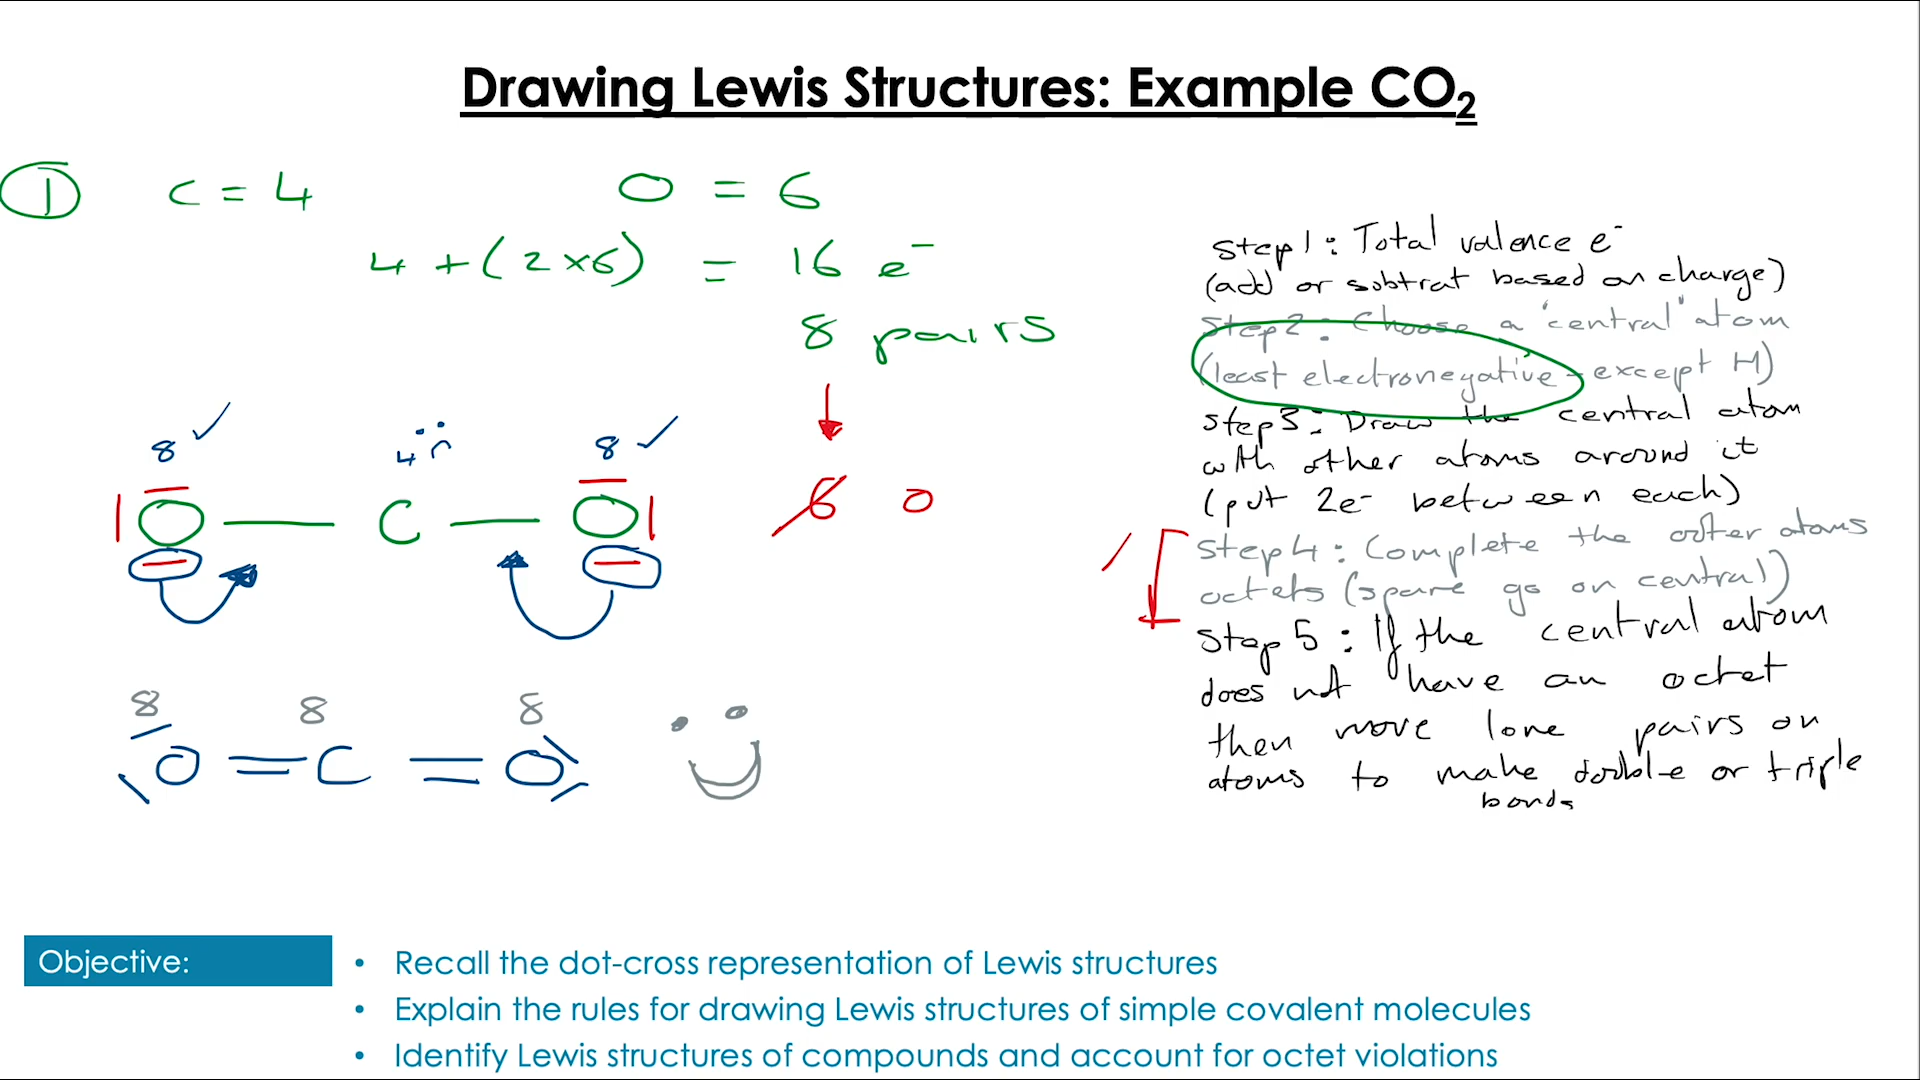 Drawing Lewis Structures: Example CO₂
① C = 4 O = 6
4 + (2 x 6) = 16 e⁻
8 pairs
8 ✓ 4 8 ✓
O — C — O 6 0
8 8 8
O = C = O
Step 1: Total valence e⁻
(add or subtrat based on charge)
Step 2: Choose a 'central' atom
(least electronegative - except H)
Step 3: Draw the central atom
with other atoms around it
(put 2e⁻ between each)
Step 4: Complete the outer atoms
octets (spare go on central)
Step 5: If the central atom
does not have an octet
then move lone pairs on
atoms to make double or triple
bonds
Objective:
• Recall the dot-cross representation of Lewis structures
• Explain the rules for drawing Lewis structures of simple covalent molecules
• Identify Lewis structures of compounds and account for octet violations